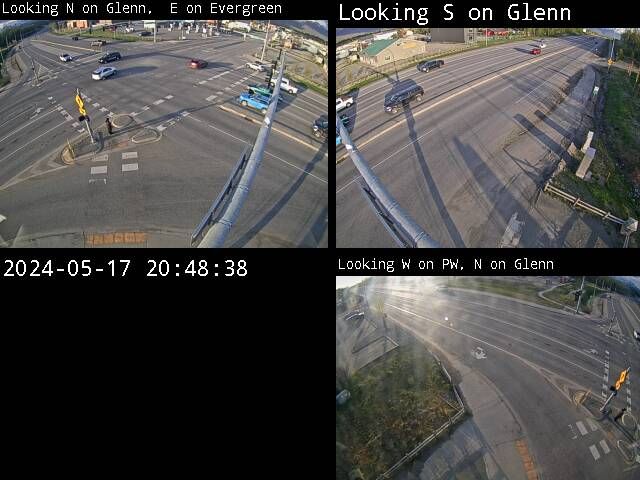 Looking N on Glenn,  E on Evergreen
Looking S on Glenn
2024-05-17 20:48:38
Looking W on PW, N on Glenn